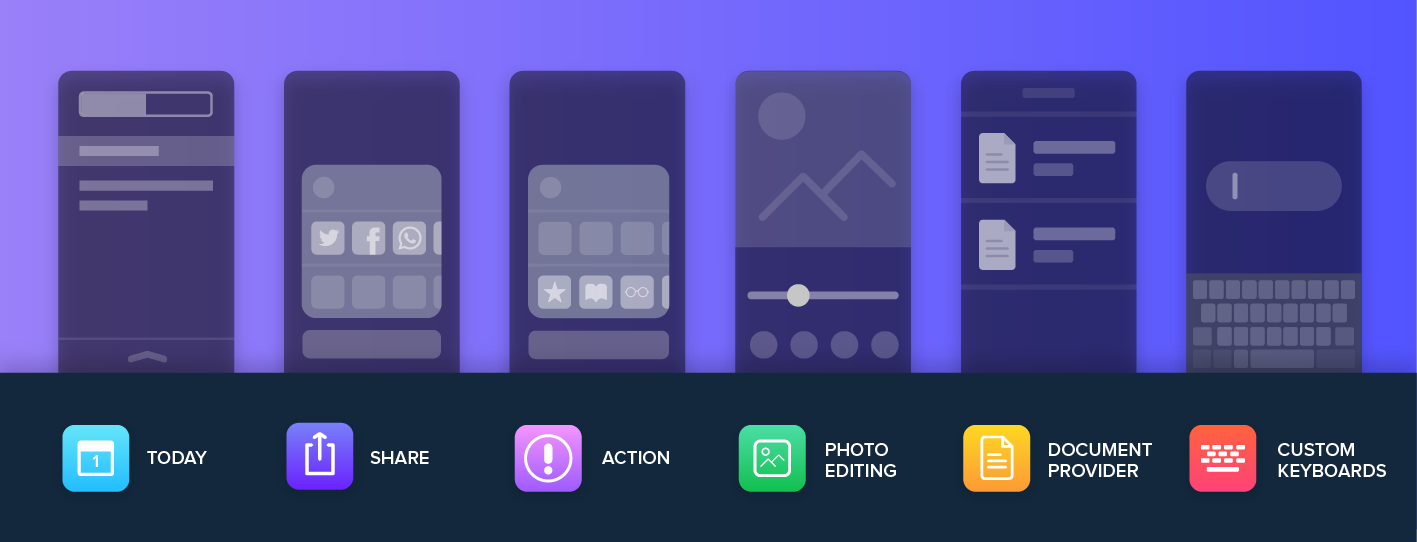 1
TODAY
SHARE
ACTION
PHOTO
EDITING
DOCUMENT
PROVIDER
CUSTOM
KEYBOARDS